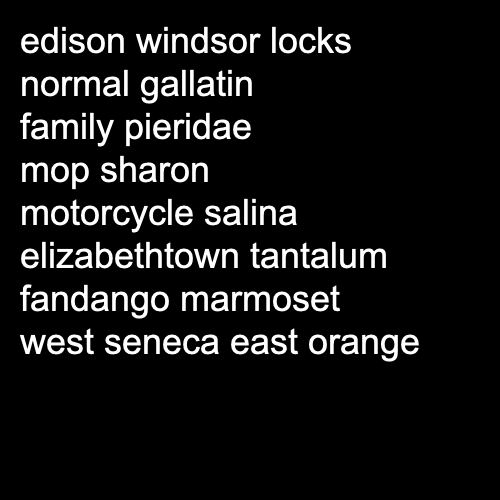 edison windsor locks
normal gallatin
family pieridae
mop sharon
motorcycle salina
elizabethtown tantalum
fandango marmoset
west seneca east orange